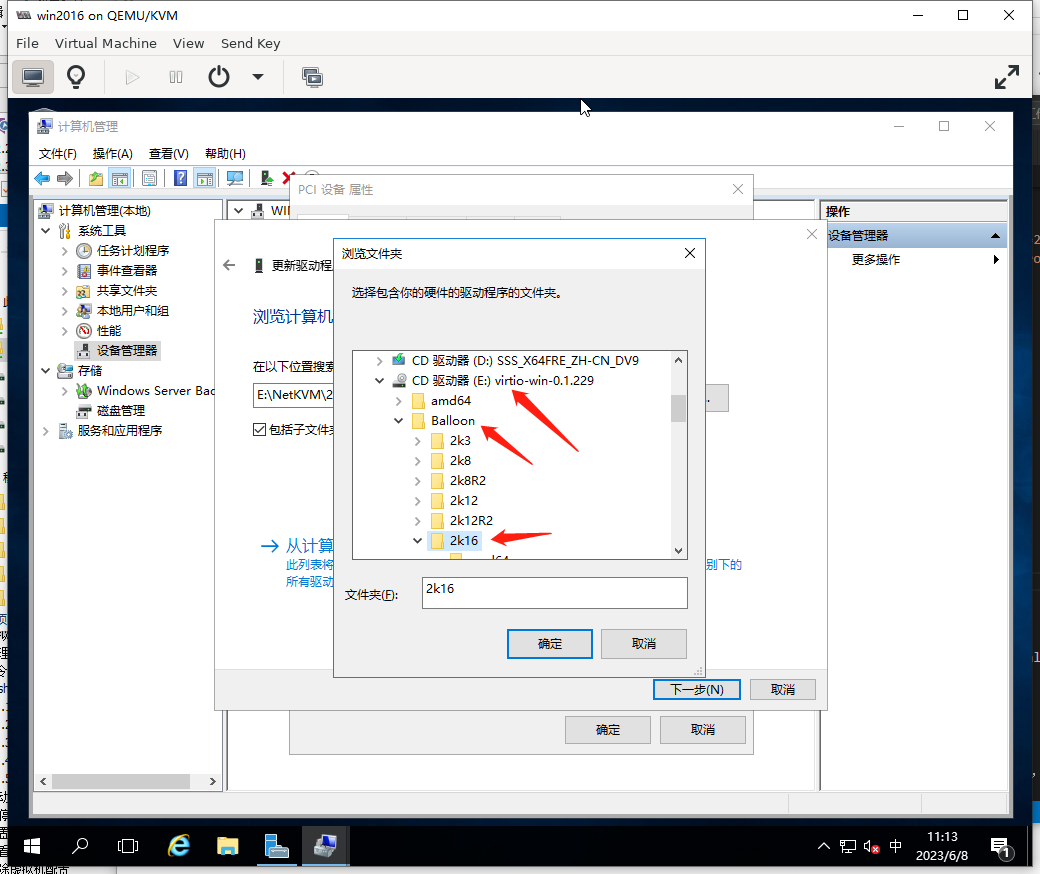 win2016 on QEMU/KVM
File Virtual Machine View Send Key
计算机管理
文件(F) 操作(A) 查看(V) 帮助(H)
PCI 设备 属性
计算机管理(本地)
系统工具
任务计划程序
事件查看器
共享文件夹
本地用户和组
性能
设备管理器
存储
Windows Server Bac
磁盘管理
服务和应用程序
WI
操作
设备管理器
更多操作
更新驱动程
浏览计算机
在以下位置搜索
E:\NetKVM\2
包括子文件夹
从计算
此列表将
别下的
所有驱动
浏览文件夹
选择包含你的硬件的驱动程序的文件夹。
CD 驱动器 (D:) SSS_X64FRE_ZH-CN_DV9
CD 驱动器 (E:) virtio-win-0.1.229
amd64
Balloon
2k3
2k8
2k8R2
2k12
2k12R2
2k16
文件夹(F):
2k16
确定 取消
下一步(N) 取消
确定 取消
中
11:13
2023/6/8
1